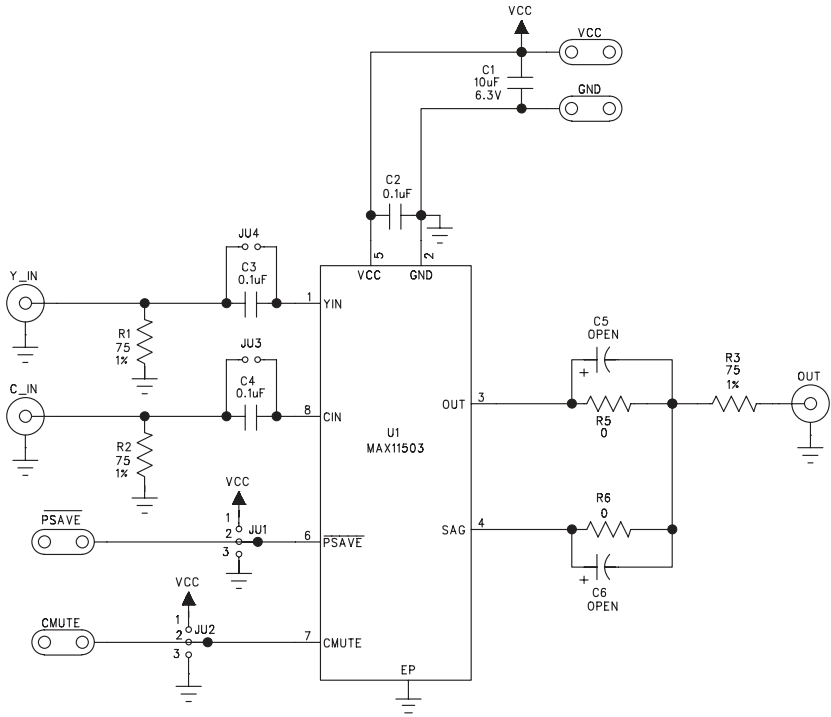 VCC
VCC
C1
10uF
6.3V
GND
C2
0.1uF
5
2
VCC
GND
JU4
C3
0.1uF
Y_IN
1
YIN
R1
75
1%
JU3
C4
0.1uF
C_IN
8
CIN
R2
75
1%
U1
MAX11503
C5
OPEN
+
R3
75
1%
OUT
OUT
3
R5
0
R6
0
SAG
4
+
C6
OPEN
VCC
PSAVE
1
2
3
JU1
6
PSAVE
VCC
CMUTE
1
2
3
JU2
7
CMUTE
EP